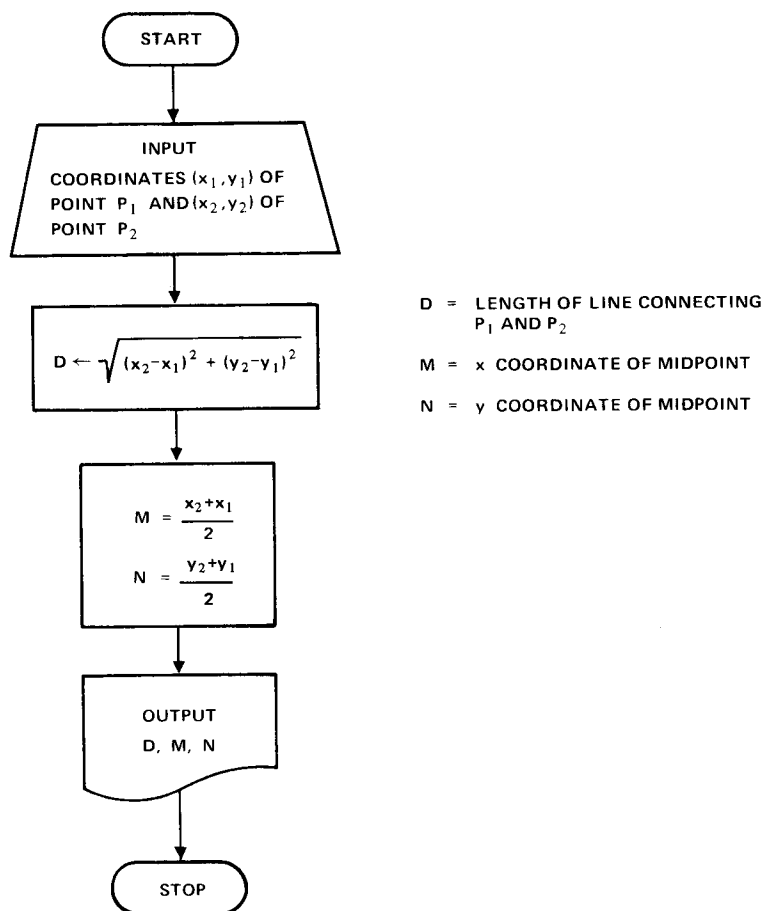 START
INPUT
COORDINATES (x₁,y₁) OF
POINT P₁ AND (x₂,y₂) OF
POINT P₂
D ← √(x₂-x₁)² + (y₂-y₁)²
M = x₂+x₁
2
N = y₂+y₁
2
OUTPUT
D, M, N
STOP
D = LENGTH OF LINE CONNECTING
P₁ AND P₂
M = x COORDINATE OF MIDPOINT
N = y COORDINATE OF MIDPOINT